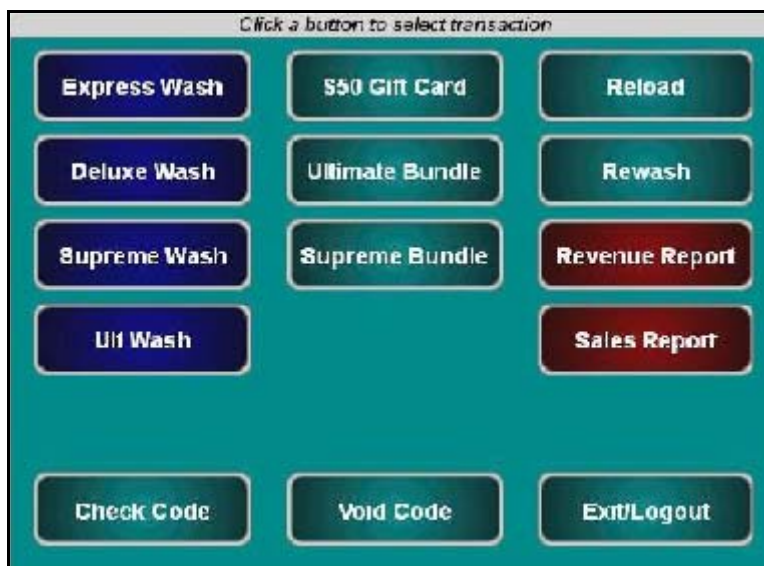 Click a button to select transaction
Express Wash
$50 Gift Card
Reload
Deluxe Wash
Ultimate Bundle
Rewash
Supreme Wash
Supreme Bundle
Revenue Report
Ult Wash
Sales Report
Check Code
Void Code
Exit/Logout